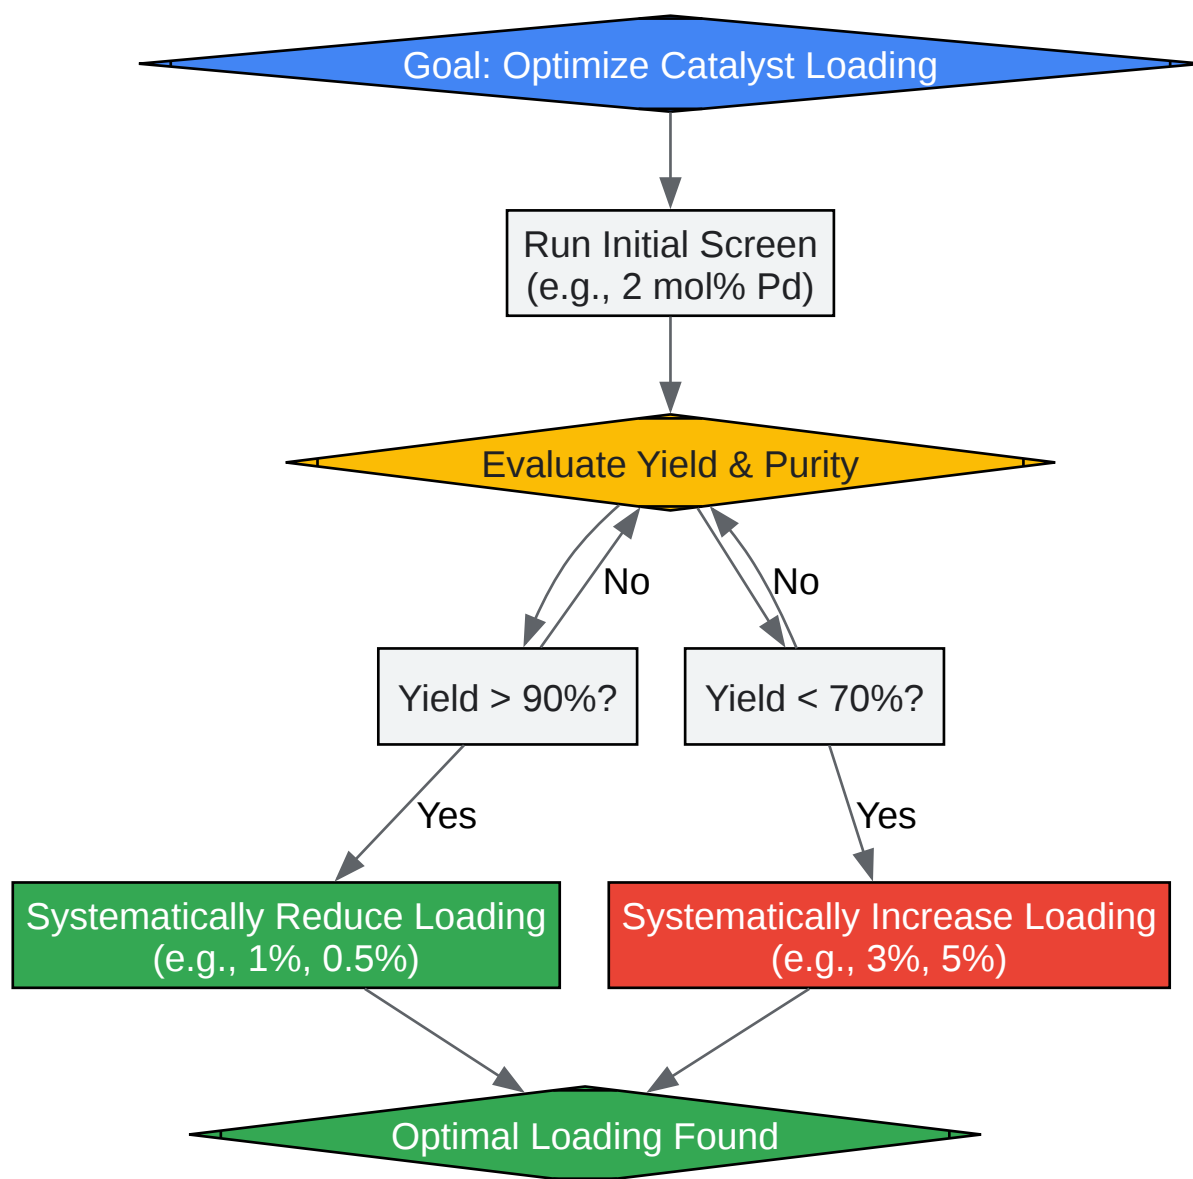 Goal: Optimize Catalyst Loading
Run Initial Screen
(e.g., 2 mol% Pd)
Evaluate Yield & Purity
No
No
Yield > 90%?
Yield < 70%?
Yes
Yes
Systematically Reduce Loading
(e.g., 1%, 0.5%)
Systematically Increase Loading
(e.g., 3%, 5%)
Optimal Loading Found